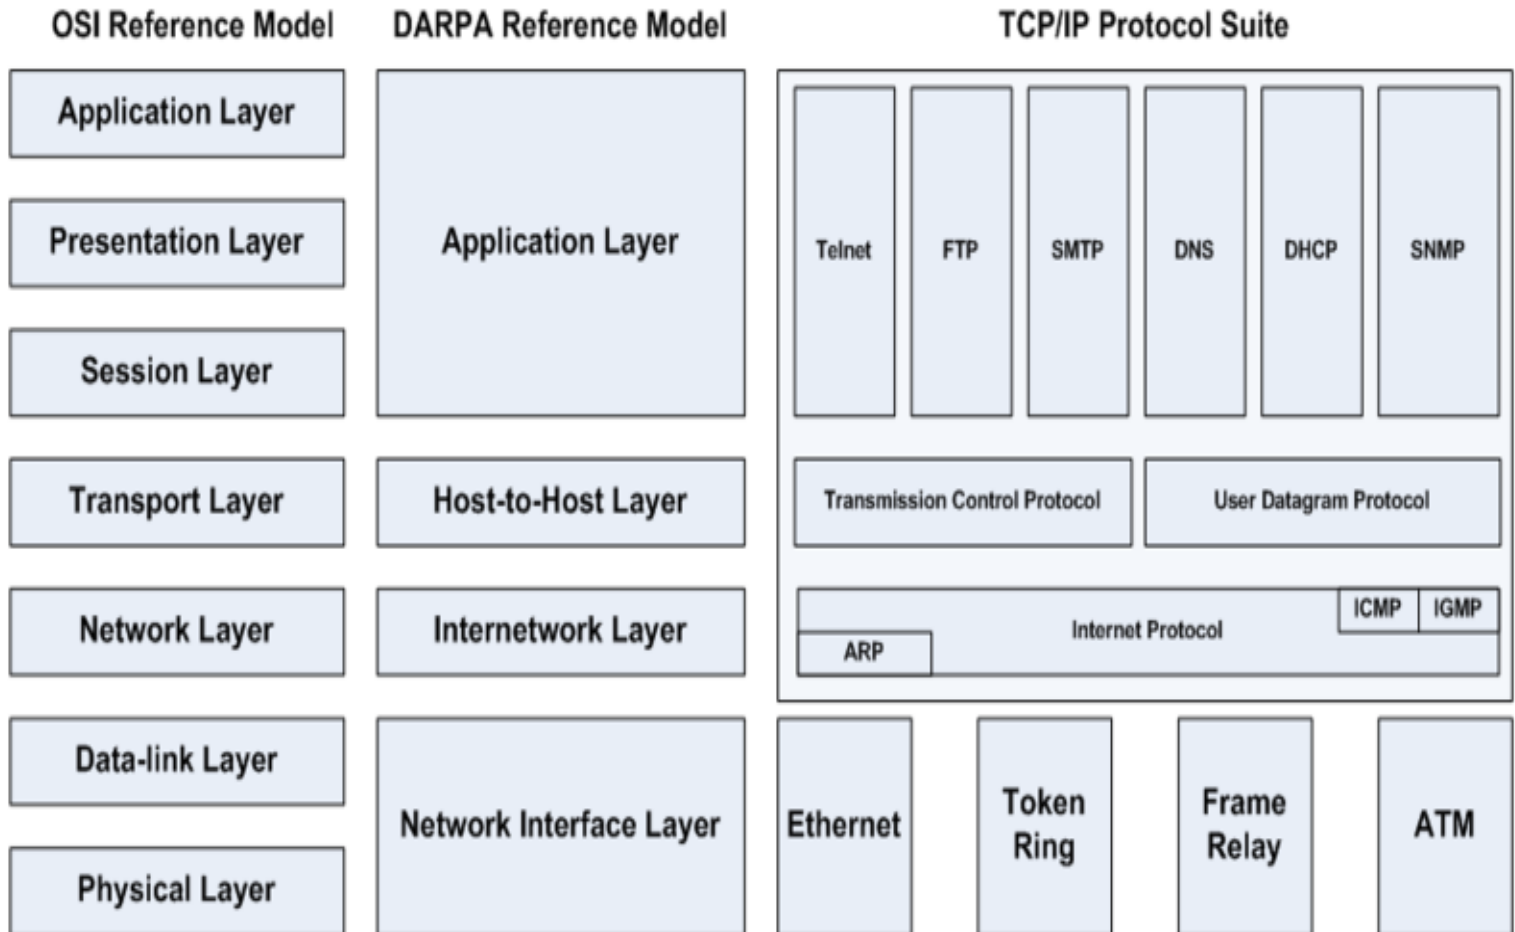 OSI Reference Model
DARPA Reference Model
TCP/IP Protocol Suite
Application Layer
Presentation Layer
Session Layer
Transport Layer
Network Layer
Data-link Layer
Physical Layer
Application Layer
Host-to-Host Layer
Internetwork Layer
Network Interface Layer
Telnet
FTP
SMTP
DNS
DHCP
SNMP
Transmission Control Protocol
User Datagram Protocol
Internet Protocol
ICMP
IGMP
ARP
Ethernet
Token
Ring
Frame
Relay
ATM